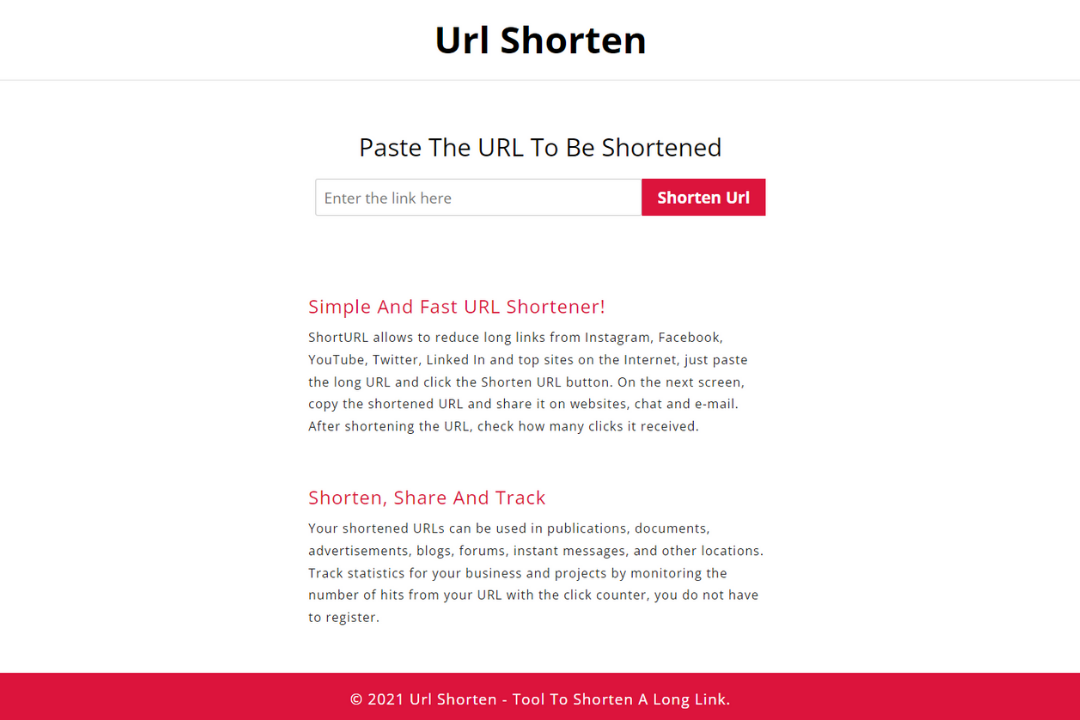 Url Shorten
Paste The URL To Be Shortened
Enter the link here
Shorten Url
Simple And Fast URL Shortener!
ShortURL allows to reduce long links from Instagram, Facebook,
YouTube, Twitter, Linked In and top sites on the Internet, just paste
the long URL and click the Shorten URL button. On the next screen,
copy the shortened URL and share it on websites, chat and e-mail.
After shortening the URL, check how many clicks it received.
Shorten, Share And Track
Your shortened URLs can be used in publications, documents,
advertisements, blogs, forums, instant messages, and other locations.
Track statistics for your business and projects by monitoring the
number of hits from your URL with the click counter, you do not have
to register.
© 2021 Url Shorten - Tool To Shorten A Long Link.